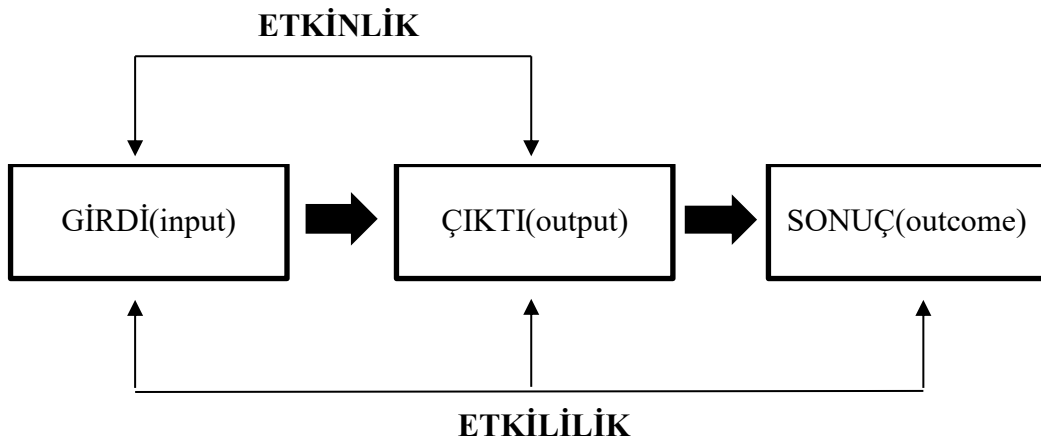 ETKİNLİK
GİRDİ(input)
ÇIKTI(output)
SONUÇ(outcome)
ETKİLİLİK